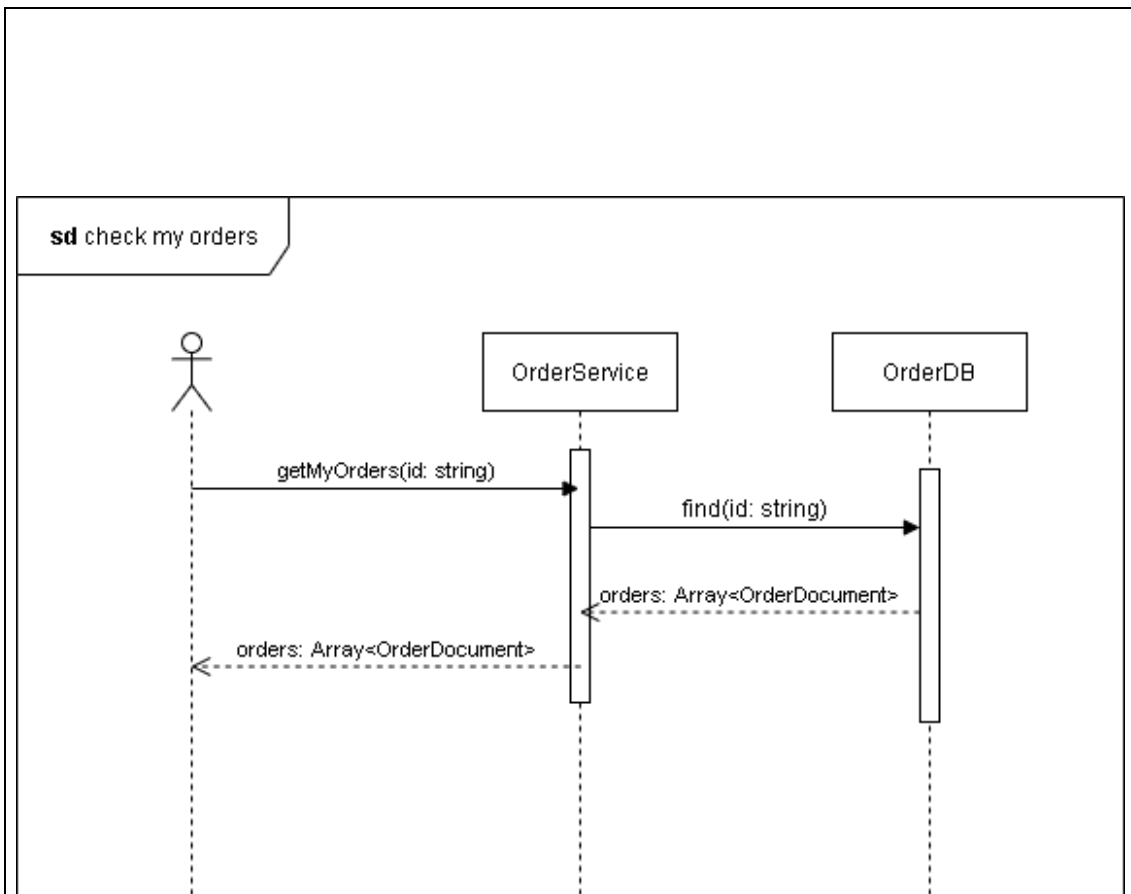 sd check my orders
OrderService
OrderDB
getMyOrders(id: string)
find(id: string)
orders: Array<OrderDocument>
orders: Array<OrderDocument>